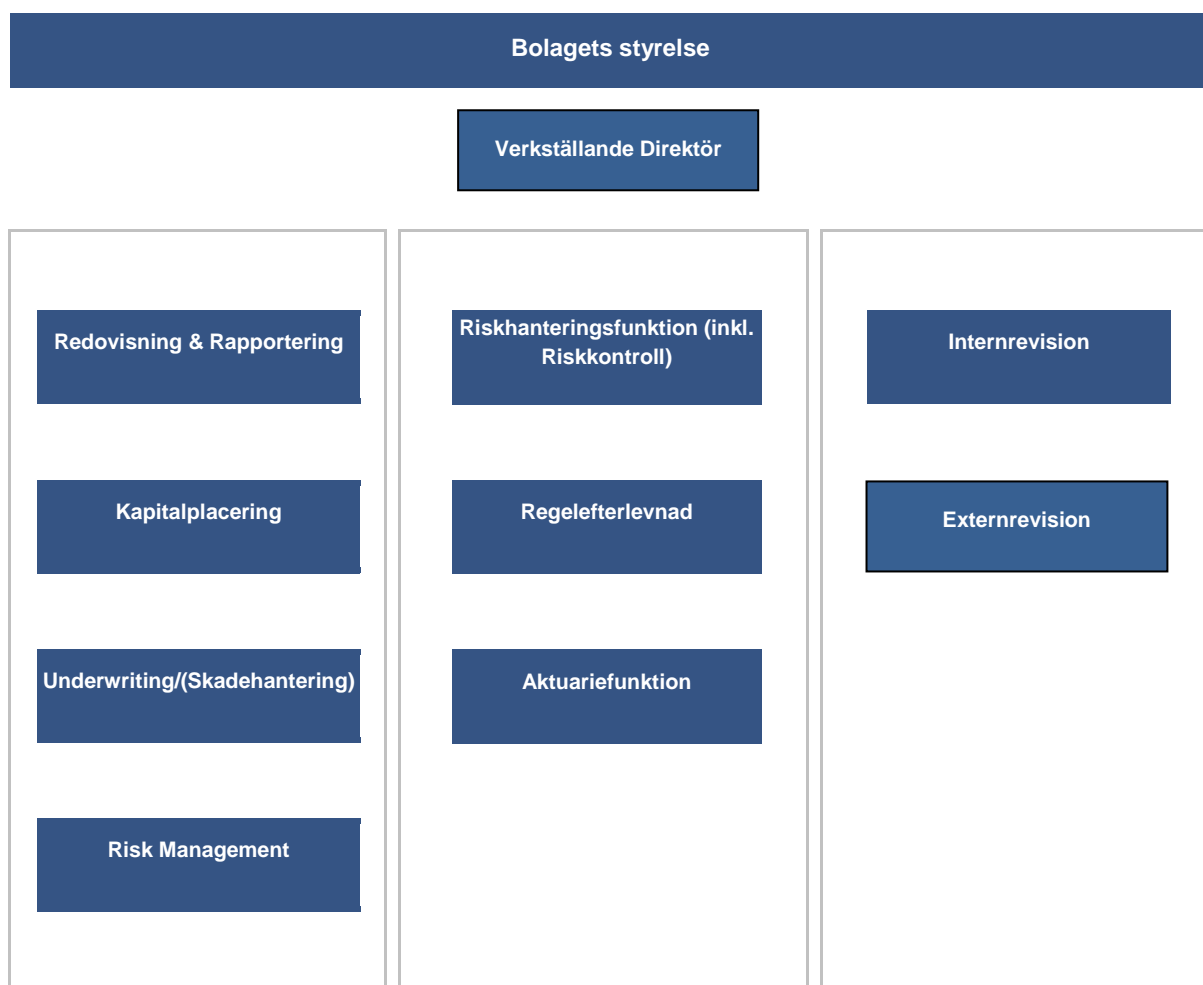 Bolagets styrelse
Verkställande Direktör
Redovisning & Rapportering
Kapitalplacering
Underwriting/(Skadehantering)
Risk Management
Riskhanteringsfunktion (inkl.
Riskkontroll)
Regelefterlevnad
Aktuariefunktion
Internrevision
Externrevision